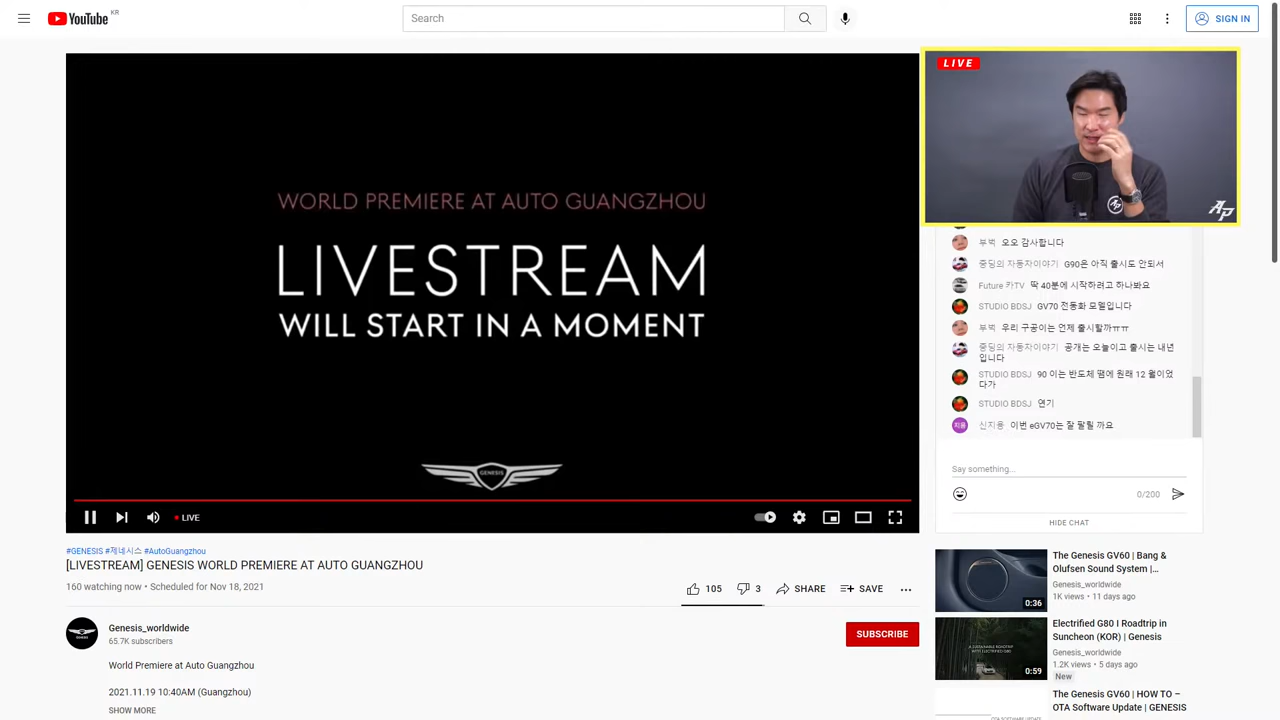 YouTube KR
Search
SIGN IN
WORLD PREMIERE AT AUTO GUANGZHOU
LIVESTREAM
WILL START IN A MOMENT
GENESIS
LIVE
#GENESIS #제네시스 #AutoGuangzhou
[LIVESTREAM] GENESIS WORLD PREMIERE AT AUTO GUANGZHOU
160 watching now • Scheduled for Nov 18, 2021
105
3
SHARE
SAVE
Genesis_worldwide
65.7K subscribers
SUBSCRIBE
World Premiere at Auto Guangzhou
2021.11.19 10:40AM (Guangzhou)
SHOW MORE
LIVE
AP
부벅 오오 감사합니다
중딩의 자동차이야기 G90은 아직 출시도 안되서
Future 카TV 딱 40분에 시작하려고 하나봐요
STUDIO BDSJ GV70 전동화 모델입니다
부벅 우리 구공이는 언제 출시할까ㅠㅠ
중딩의 자동차이야기 공개는 오늘이고 출시는 내년
입니다
STUDIO BDSJ 90 이는 반도체 땜에 원래 12 월이었
다가
STUDIO BDSJ 연기
지용 신지용 이번 eGV70는 잘 팔릴 까요
Say something...
0/200
HIDE CHAT
0:36
The Genesis GV60 | Bang &
Olufsen Sound System |...
Genesis_worldwide
1K views • 11 days ago
0:59
Electrified G80 I Roadtrip in
Suncheon (KOR) | Genesis
Genesis_worldwide
1.2K views • 5 days ago
New
The Genesis GV60 | HOW TO –
OTA Software Update | GENESIS